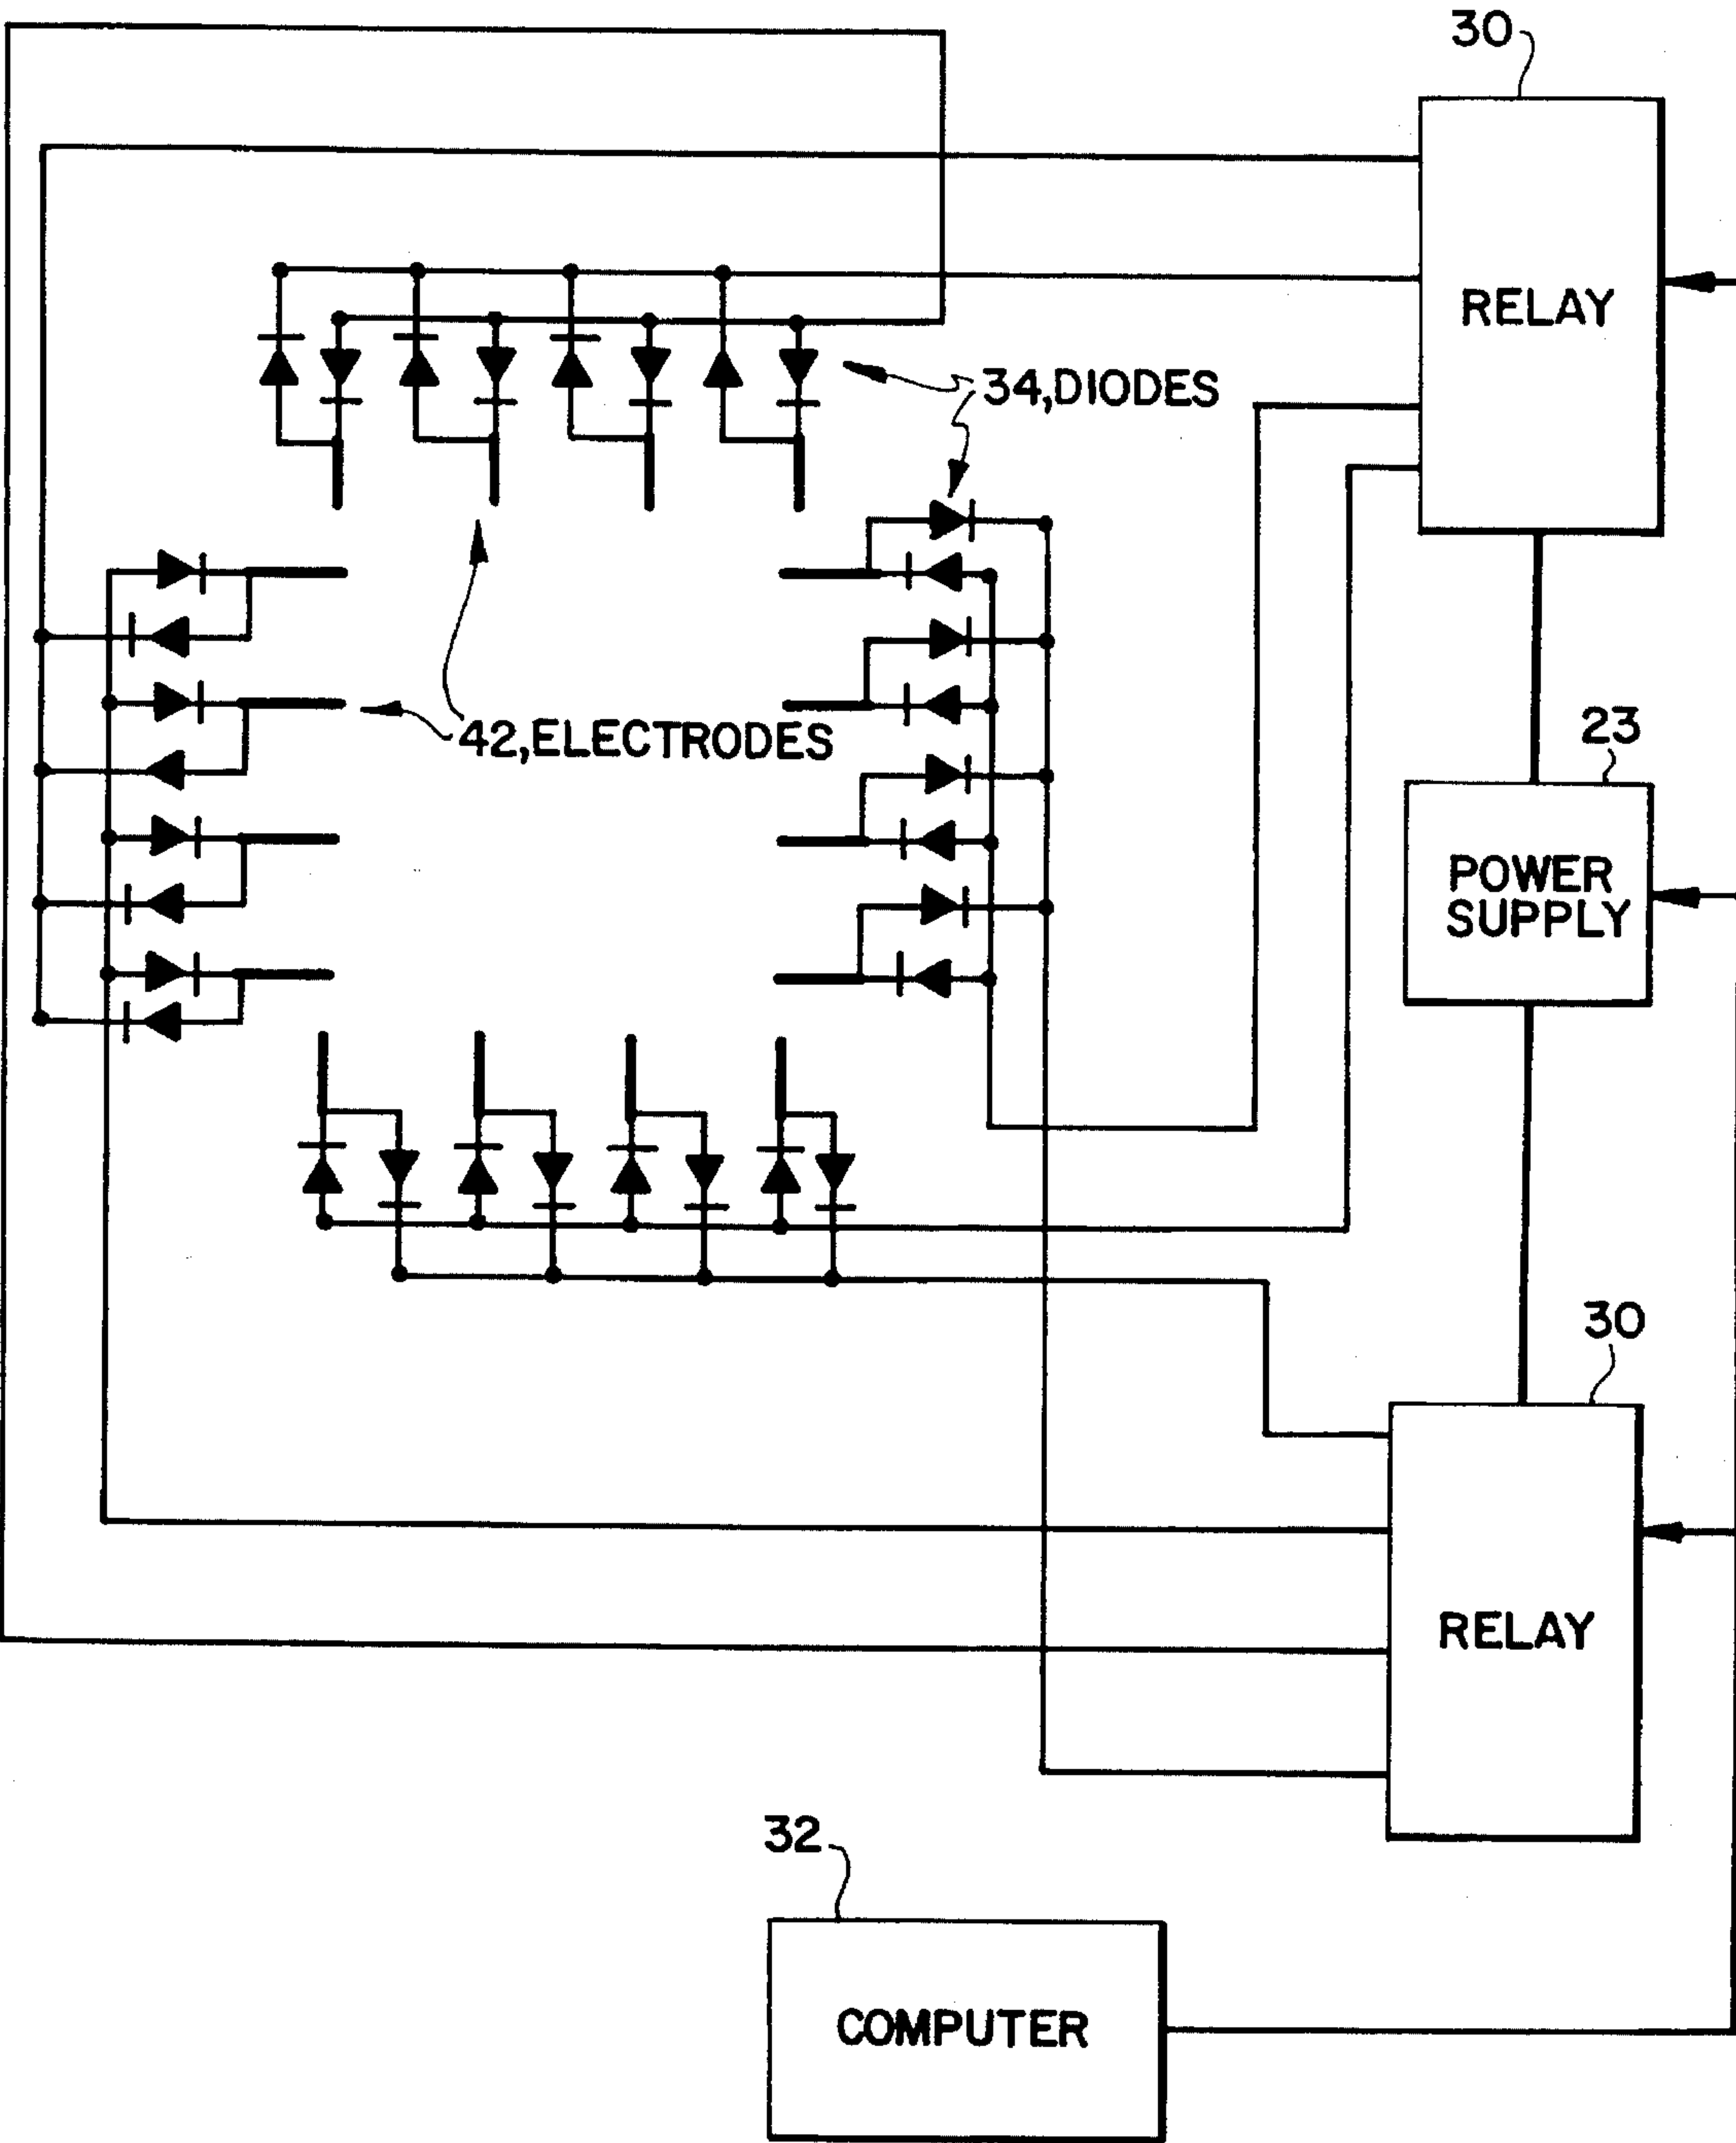 30
RELAY
34,DIODES
42,ELECTRODES
23
POWER
SUPPLY
30
RELAY
32
COMPUTER